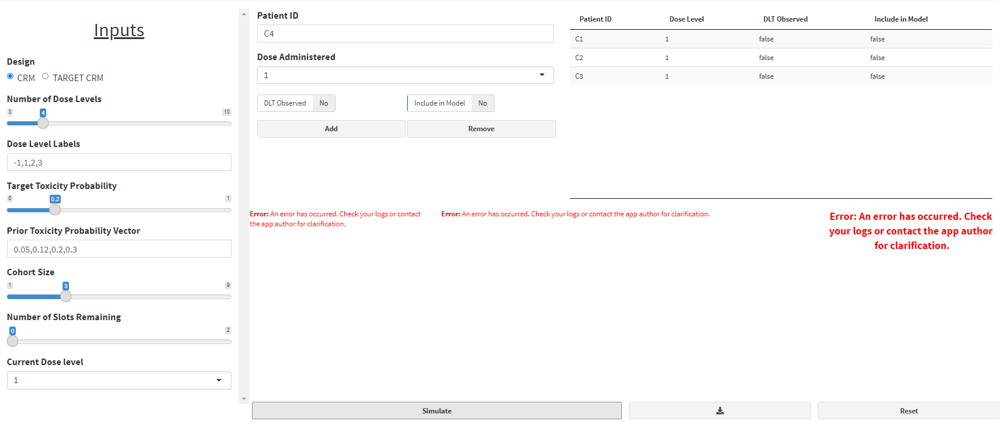 Inputs
Design
CRM TARGET CRM
Number of Dose Levels
3 4 10
Dose Level Labels
-1,1,2,3
Target Toxicity Probability
0 0.2 1
Prior Toxicity Probability Vector
0.05,0.12,0.2,0.3
Cohort Size
1 3 9
Number of Slots Remaining
0 2
Current Dose level
1
Patient ID
C4
Dose Administered
1
DLT Observed No Include in Model No
Add Remove
Patient ID Dose Level DLT Observed Include in Model
C1 1 false false
C2 1 false false
C3 1 false false
Error: An error has occurred. Check your logs or contact
the app author for clarification.
Error: An error has occurred. Check your logs or contact the app author for clarification.
Error: An error has occurred. Check
your logs or contact the app author
for clarification.
Simulate Reset